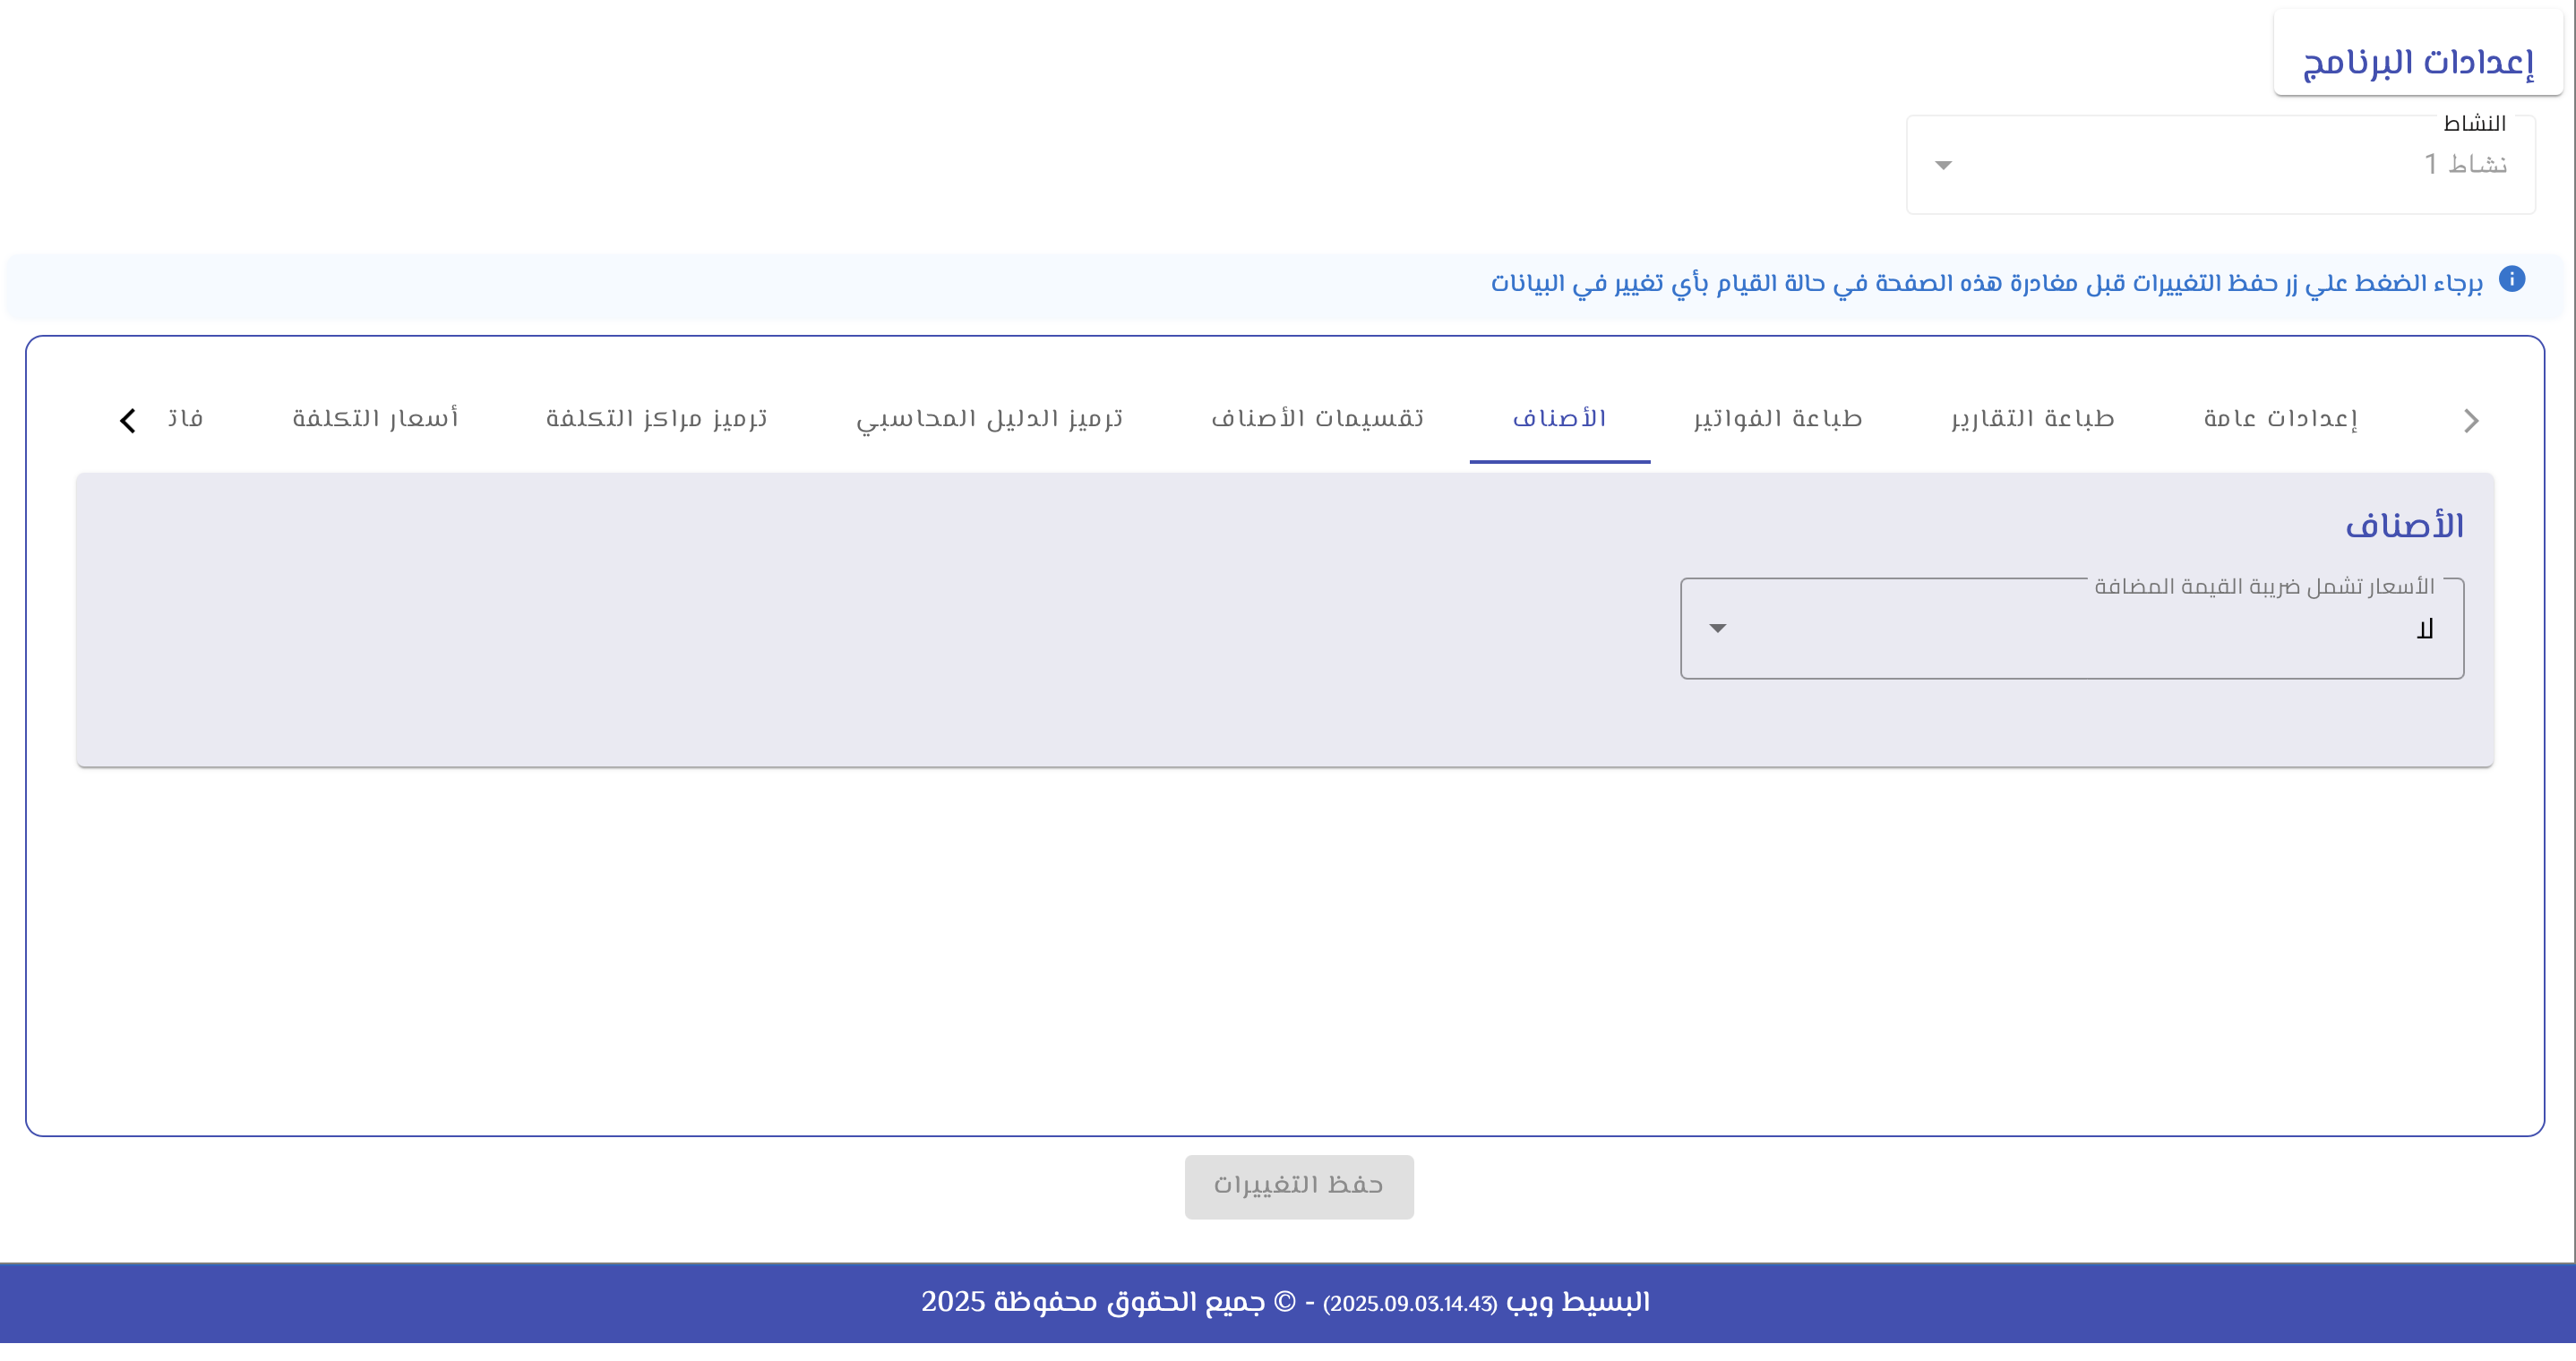 إعدادات البرنامج
النشاط
نشاط 1
برجاء الضغط علي زر حفظ التغييرات قبل مغادرة هذه الصفحة في حالة القيام بأي تغيير في البيانات
إعدادات عامة
طباعة التقارير
طباعة الفواتير
الأصناف
تقسيمات الأصناف
ترميز الدليل المحاسبي
ترميز مراكز التكلفة
أسعار التكلفة
فات
الأصناف
الأسعار تشمل ضريبة القيمة المضافة
لا
حفظ التغييرات
البسيط ويب (2025.09.03.14.43) - © جميع الحقوق محفوظة 2025